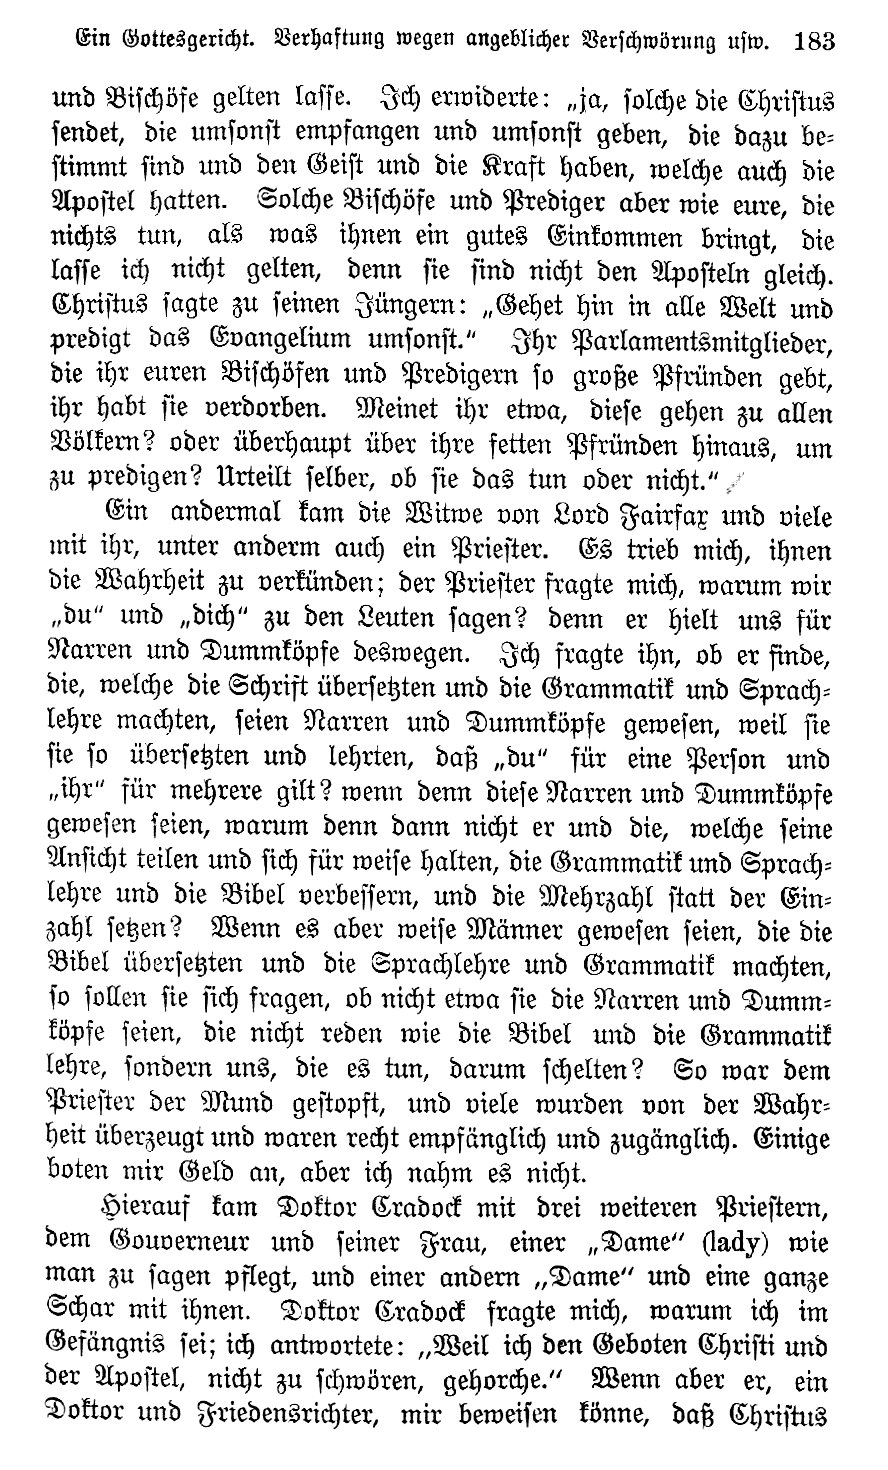 Ein Gottesgericht. Verhaftung wegen angeblicher Verschwörung usw. 183
und Bischöfe gelten lasse. Ich erwiderte: „ja, solche die Christus
sendet, die umsonst empfangen und umsonst geben, die dazu be-
stimmt sind und den Geist und die Kraft haben, welche auch die
Apostel hatten. Solche Bischöfe und Prediger aber wie eure, die
nichts tun, als was ihnen ein gutes Einkommen bringt, die
lasse ich nicht gelten, denn sie sind nicht den Aposteln gleich.
Christus sagte zu seinen Jüngern: „Gehet hin in alle Welt und
predigt das Evangelium umsonst.“ Ihr Parlamentsmitglieder,
die ihr euren Bischöfen und Predigern so große Pfründen gebt,
ihr habt sie verdorben. Meinet ihr etwa, diese gehen zu allen
Völkern? oder überhaupt über ihre fetten Pfründen hinaus, um
zu predigen? Urteilt selber, ob sie das tun oder nicht.“
Ein andermal kam die Witwe von Lord Fairfax und viele
mit ihr, unter anderm auch ein Priester. Es trieb mich, ihnen
die Wahrheit zu verkünden; der Priester fragte mich, warum wir
„du“ und „dich“ zu den Leuten sagen? denn er hielt uns für
Narren und Dummköpfe deswegen. Ich fragte ihn, ob er finde,
die, welche die Schrift übersetzten und die Grammatik und Sprach-
lehre machten, seien Narren und Dummköpfe gewesen, weil sie
sie so übersetzten und lehrten, daß „du“ für eine Person und
„ihr“ für mehrere gilt? wenn denn diese Narren und Dummköpfe
gewesen seien, warum denn dann nicht er und die, welche seine
Ansicht teilen und sich für weise halten, die Grammatik und Sprach-
lehre und die Bibel verbessern, und die Mehrzahl statt der Ein-
zahl setzen? Wenn es aber weise Männer gewesen seien, die die
Bibel übersetzten und die Sprachlehre und Grammatik machten,
so sollen sie sich fragen, ob nicht etwa sie die Narren und Dumm-
köpfe seien, die nicht reden wie die Bibel und die Grammatik
lehre, sondern uns, die es tun, darum schelten? So war dem
Priester der Mund gestopft, und viele wurden von der Wahr-
heit überzeugt und waren recht empfänglich und zugänglich. Einige
boten mir Geld an, aber ich nahm es nicht.
Hierauf kam Doktor Cradock mit drei weiteren Priestern,
dem Gouverneur und seiner Frau, einer „Dame“ (lady) wie
man zu sagen pflegt, und einer andern „Dame“ und eine ganze
Schar mit ihnen. Doktor Cradock fragte mich, warum ich im
Gefängnis sei; ich antwortete: „Weil ich den Geboten Christi und
der Apostel, nicht zu schwören, gehorche.“ Wenn aber er, ein
Doktor und Friedensrichter, mir beweisen könne, daß Christus